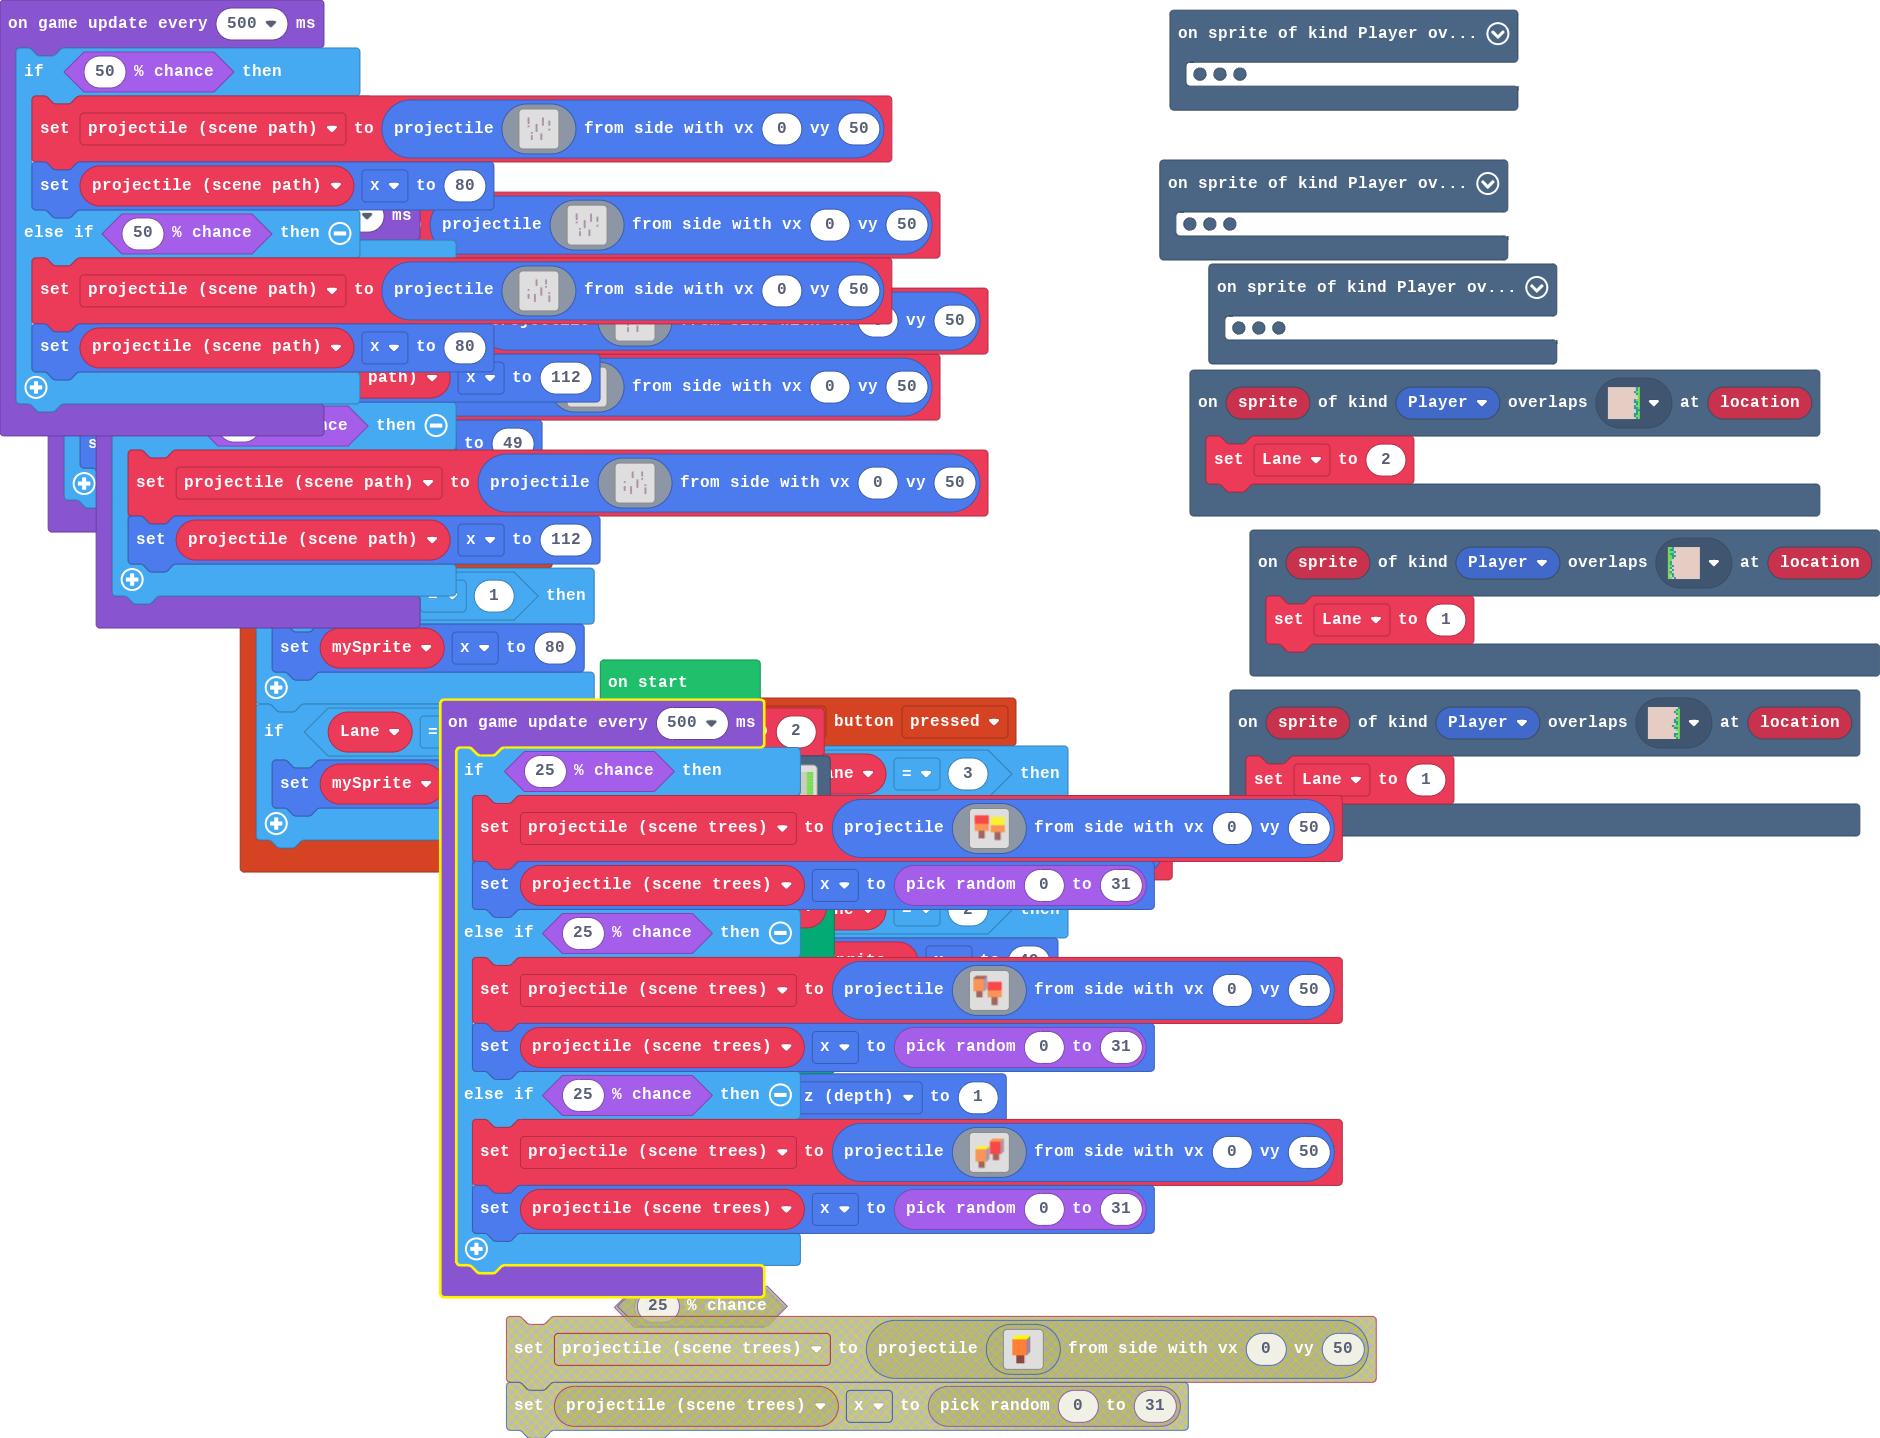 on game update every 500 ms
if 50 % chance then
set projectile (scene path) to projectile from side with vx 0 vy 50
set projectile (scene path) x to 80
ms projectile from side with vx 0 vy 50
else if 50 % chance then
set projectile (scene path) to projectile from side with vx 0 vy 50
vy 50
set projectile (scene path) x to 80
path) x to 112
from side with vx 0 vy 50
then
to 49
set projectile (scene path) to projectile from side with vx 0 vy 50
set projectile (scene path) x to 112
= 1 then
set mySprite x to 80
if Lane =
set mySprite
on start
2
button pressed
= 3 then
= 2 then
z (depth) to 1
on game update every 500 ms
if 25 % chance then
set projectile (scene trees) to projectile from side with vx 0 vy 50
set projectile (scene trees) x to pick random 0 to 31
else if 25 % chance then
set projectile (scene trees) to projectile from side with vx 0 vy 50
set projectile (scene trees) x to pick random 0 to 31
else if 25 % chance then
set projectile (scene trees) to projectile from side with vx 0 vy 50
set projectile (scene trees) x to pick random 0 to 31
25 % chance
set projectile (scene trees) to projectile from side with vx 0 vy 50
set projectile (scene trees) x to pick random 0 to 31
on sprite of kind Player ov...
on sprite of kind Player ov...
on sprite of kind Player ov...
on sprite of kind Player overlaps at location
set Lane to 2
on sprite of kind Player overlaps at location
set Lane to 1
on sprite of kind Player overlaps at location
set Lane to 1